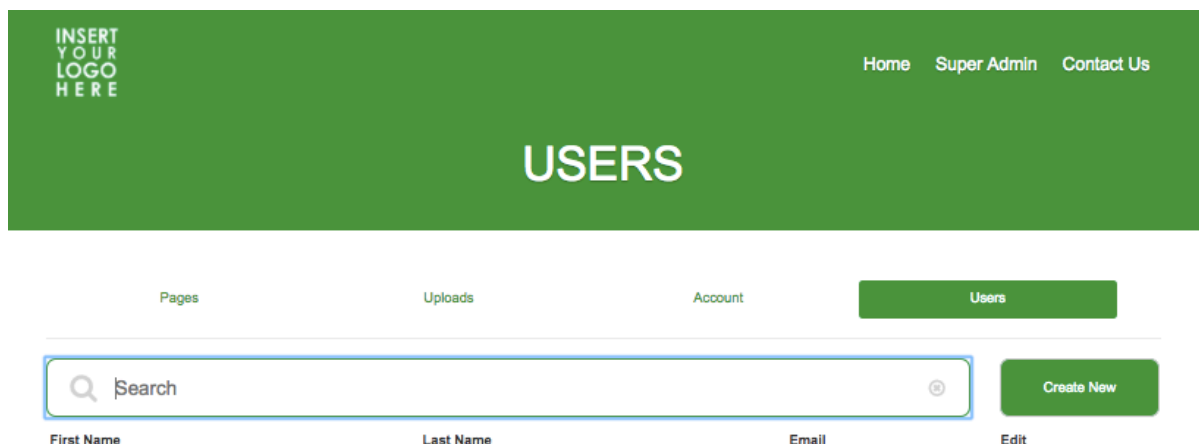 INSERT
YOUR
LOGO
HERE
Home Super Admin Contact Us
USERS
Pages Uploads Account Users
Search Create New
First Name Last Name Email Edit